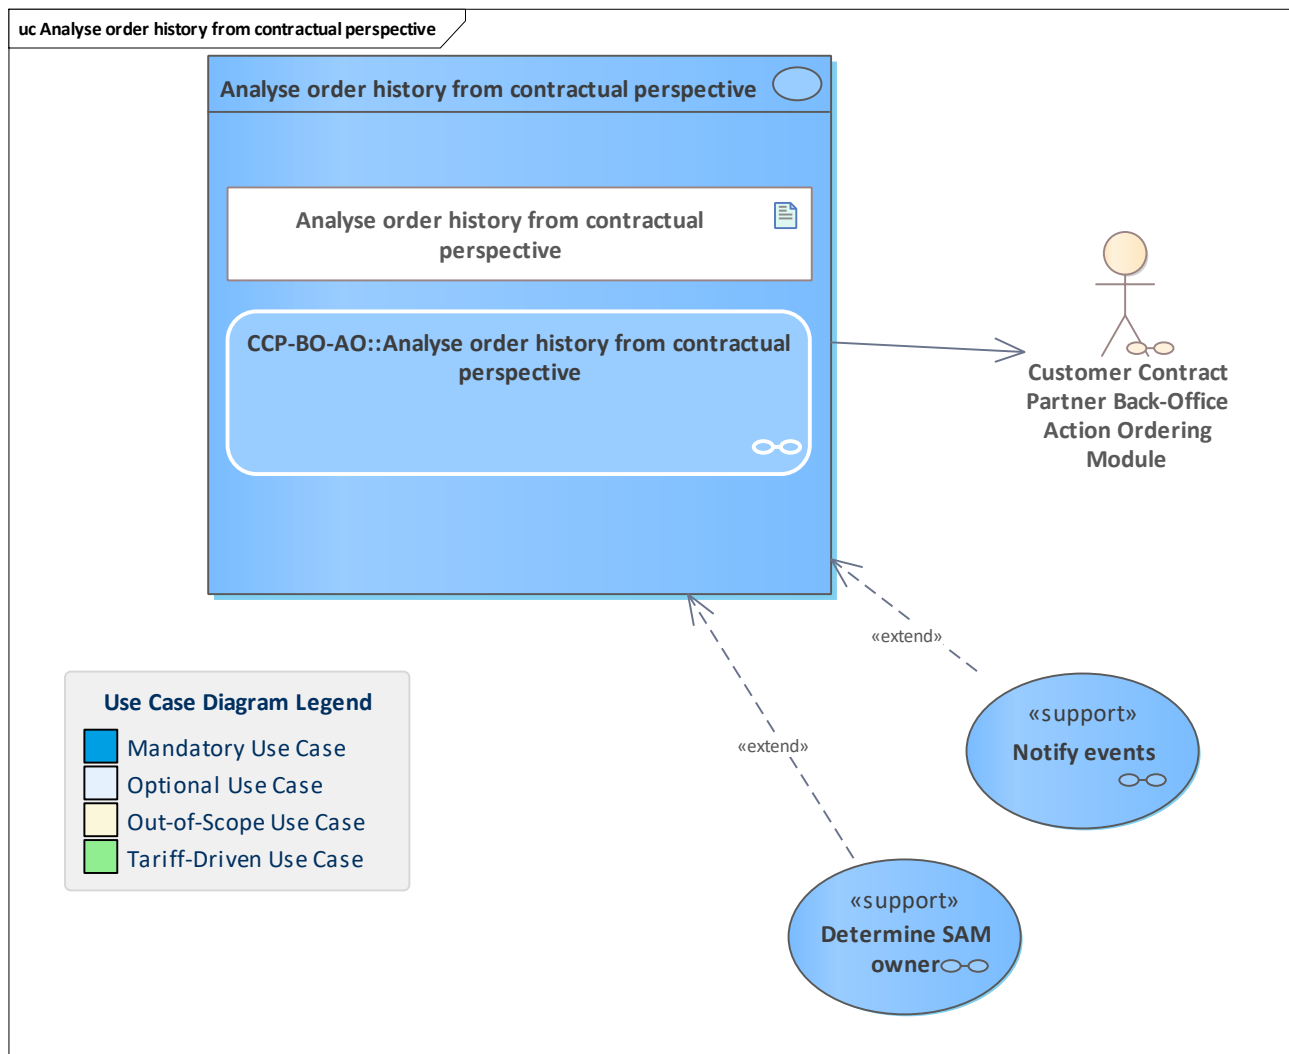 uc Analyse order history from contractual perspective
Analyse order history from contractual perspective
Analyse order history from contractual
perspective
CCP-BO-AO::Analyse order history from contractual
perspective
Customer Contract
Partner Back-Office
Action Ordering
Module
«extend»
«support»
Notify events
«extend»
«support»
Determine SAM
owner
Use Case Diagram Legend
Mandatory Use Case
Optional Use Case
Out-of-Scope Use Case
Tariff-Driven Use Case